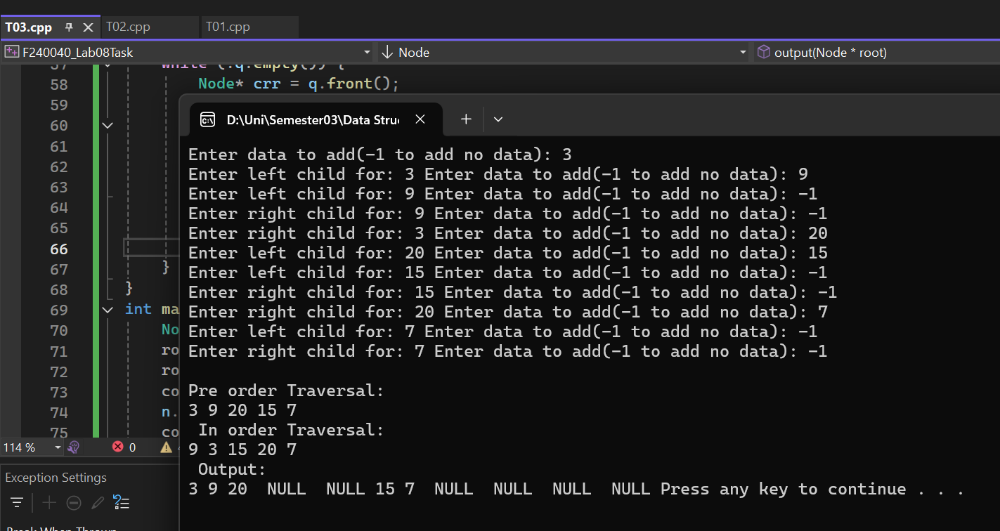 T03.cpp T02.cpp T01.cpp
F240040_Lab08Task Node output(Node * root)
57 while (!q.empty()) {
58 Node* crr = q.front();
59
60
61
62
63
64
65
66
67 }
68 }
69 int ma
70 No
71 ro
72 ro
73 co
74 n.
75 co
114 % 0
Exception Settings
Break When Thrown
D:\Uni\Semester03\Data Stru
Enter data to add(-1 to add no data): 3
Enter left child for: 3 Enter data to add(-1 to add no data): 9
Enter left child for: 9 Enter data to add(-1 to add no data): -1
Enter right child for: 9 Enter data to add(-1 to add no data): -1
Enter right child for: 3 Enter data to add(-1 to add no data): 20
Enter left child for: 20 Enter data to add(-1 to add no data): 15
Enter left child for: 15 Enter data to add(-1 to add no data): -1
Enter right child for: 15 Enter data to add(-1 to add no data): -1
Enter right child for: 20 Enter data to add(-1 to add no data): 7
Enter left child for: 7 Enter data to add(-1 to add no data): -1
Enter right child for: 7 Enter data to add(-1 to add no data): -1
Pre order Traversal:
3 9 20 15 7
In order Traversal:
9 3 15 20 7
Output:
3 9 20 NULL NULL 15 7 NULL NULL NULL NULL Press any key to continue . . .